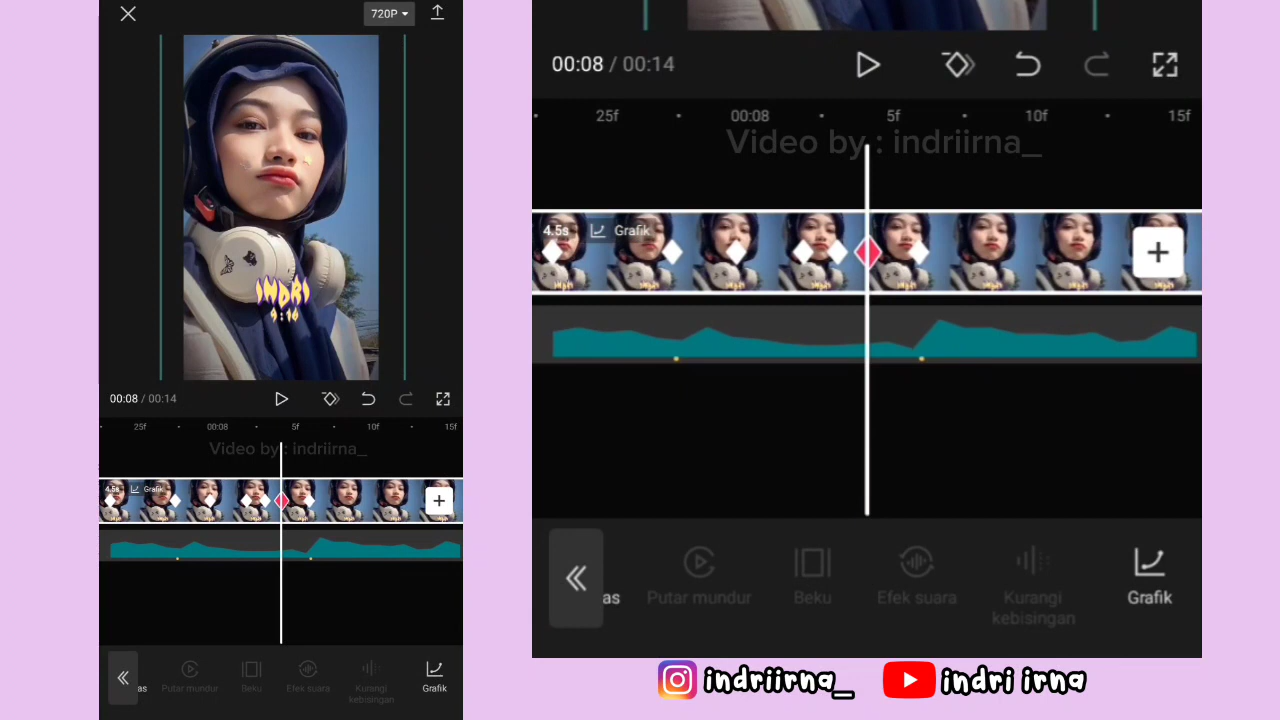 720P
INDRI
9:16
00:08 / 00:14
25f 00:08 5f 10f 15f
Video by : indriirna_
4.5s Grafik
as Putar mundur Beku Efek suara Kurangi kebisingan Grafik
00:08 / 00:14
25f 00:08 5f 10f 15f
Video by : indriirna_
4.5s Grafik
as Putar mundur Beku Efek suara Kurangi kebisingan Grafik
indriirna_ indri irna